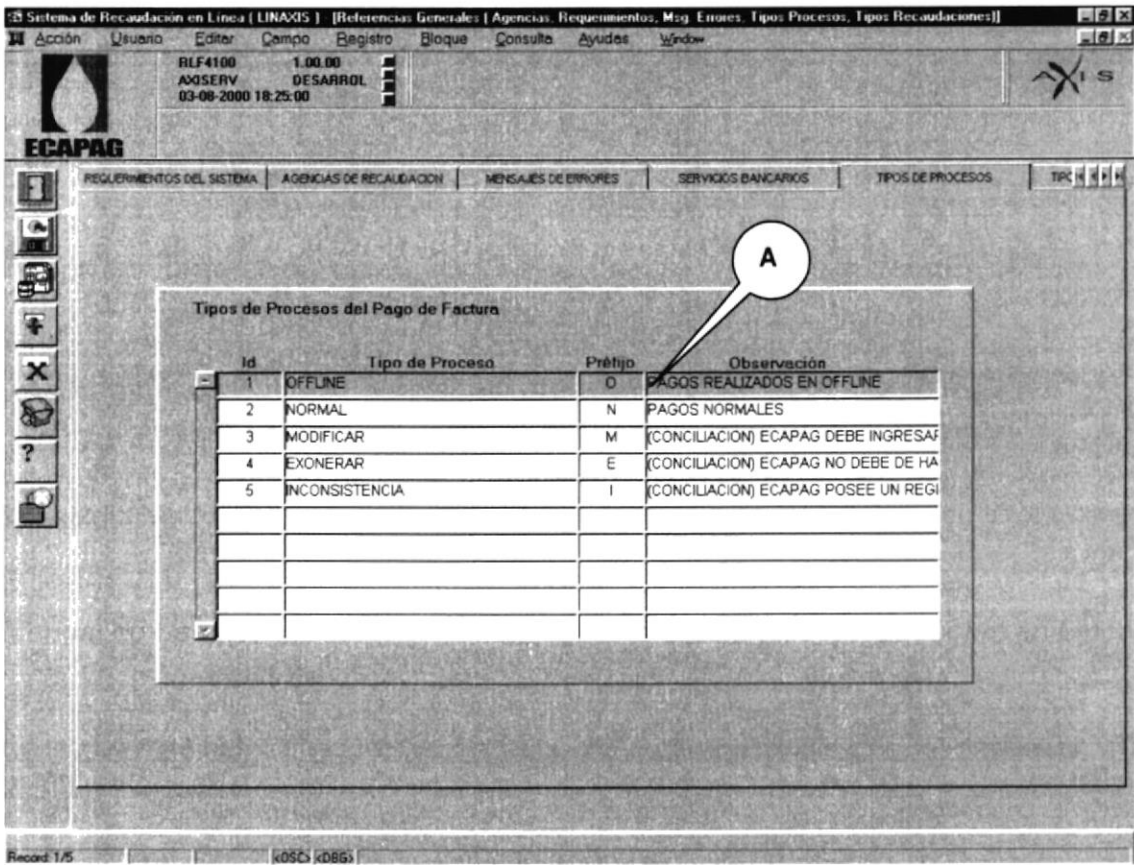 Sistema de Recaudación en Línea ( LINAXIS ) - [Referencias Generales ( Agencias, Requerimientos, Msg. Errores, Tipos Procesos, Tipos Recaudaciones)]
Acción Usuario Editar Campo Registro Bloque Consulta Ayudas Window
RLF4100 1.00.00
AXISERV DESARROL
03-08-2000 18:25:00
AXIS
ECAPAG
REQUERIMIENTOS DEL SISTEMA AGENCIAS DE RECAUDACION MENSAJES DE ERRORES SERVICIOS BANCARIOS TIPOS DE PROCESOS TIPO
A
Tipos de Procesos del Pago de Factura
Id Tipo de Proceso Préfijo Observación
1 OFFLINE O PAGOS REALIZADOS EN OFFLINE
2 NORMAL N PAGOS NORMALES
3 MODIFICAR M (CONCILIACION) ECAPAG DEBE INGRESAR
4 EXONERAR E (CONCILIACION) ECAPAG NO DEBE DE HA
5 INCONSISTENCIA I (CONCILIACION) ECAPAG POSEE UN REGI
?
Record: 1/5 <OSC> <DBG>